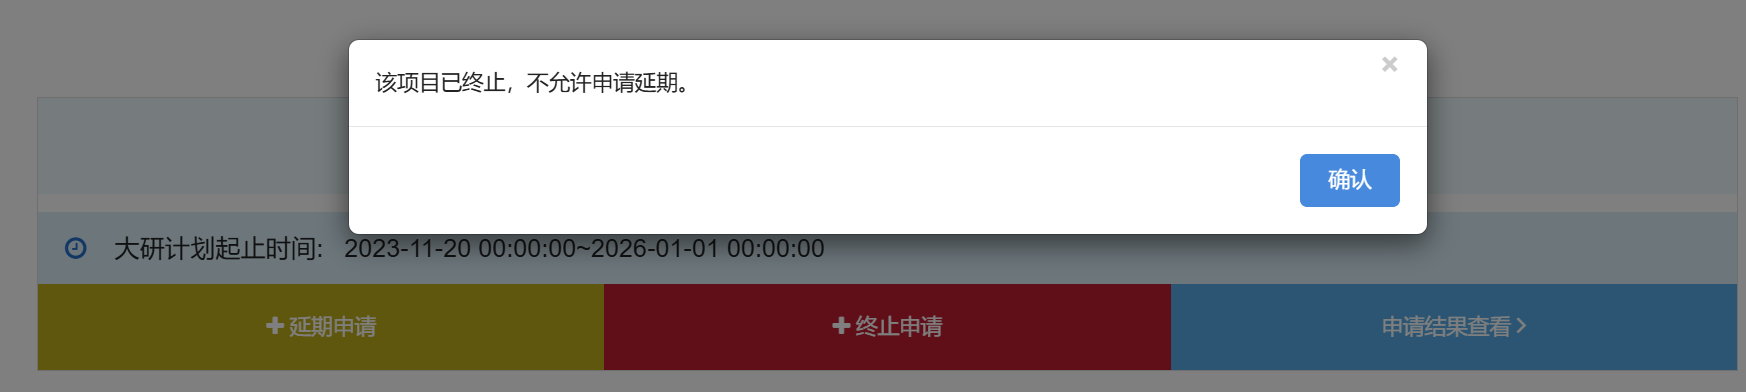 该项目已终止，不允许申请延期。
×
确认
大研计划起止时间: 2023-11-20 00:00:00~2026-01-01 00:00:00
延期申请
终止申请
申请结果查看